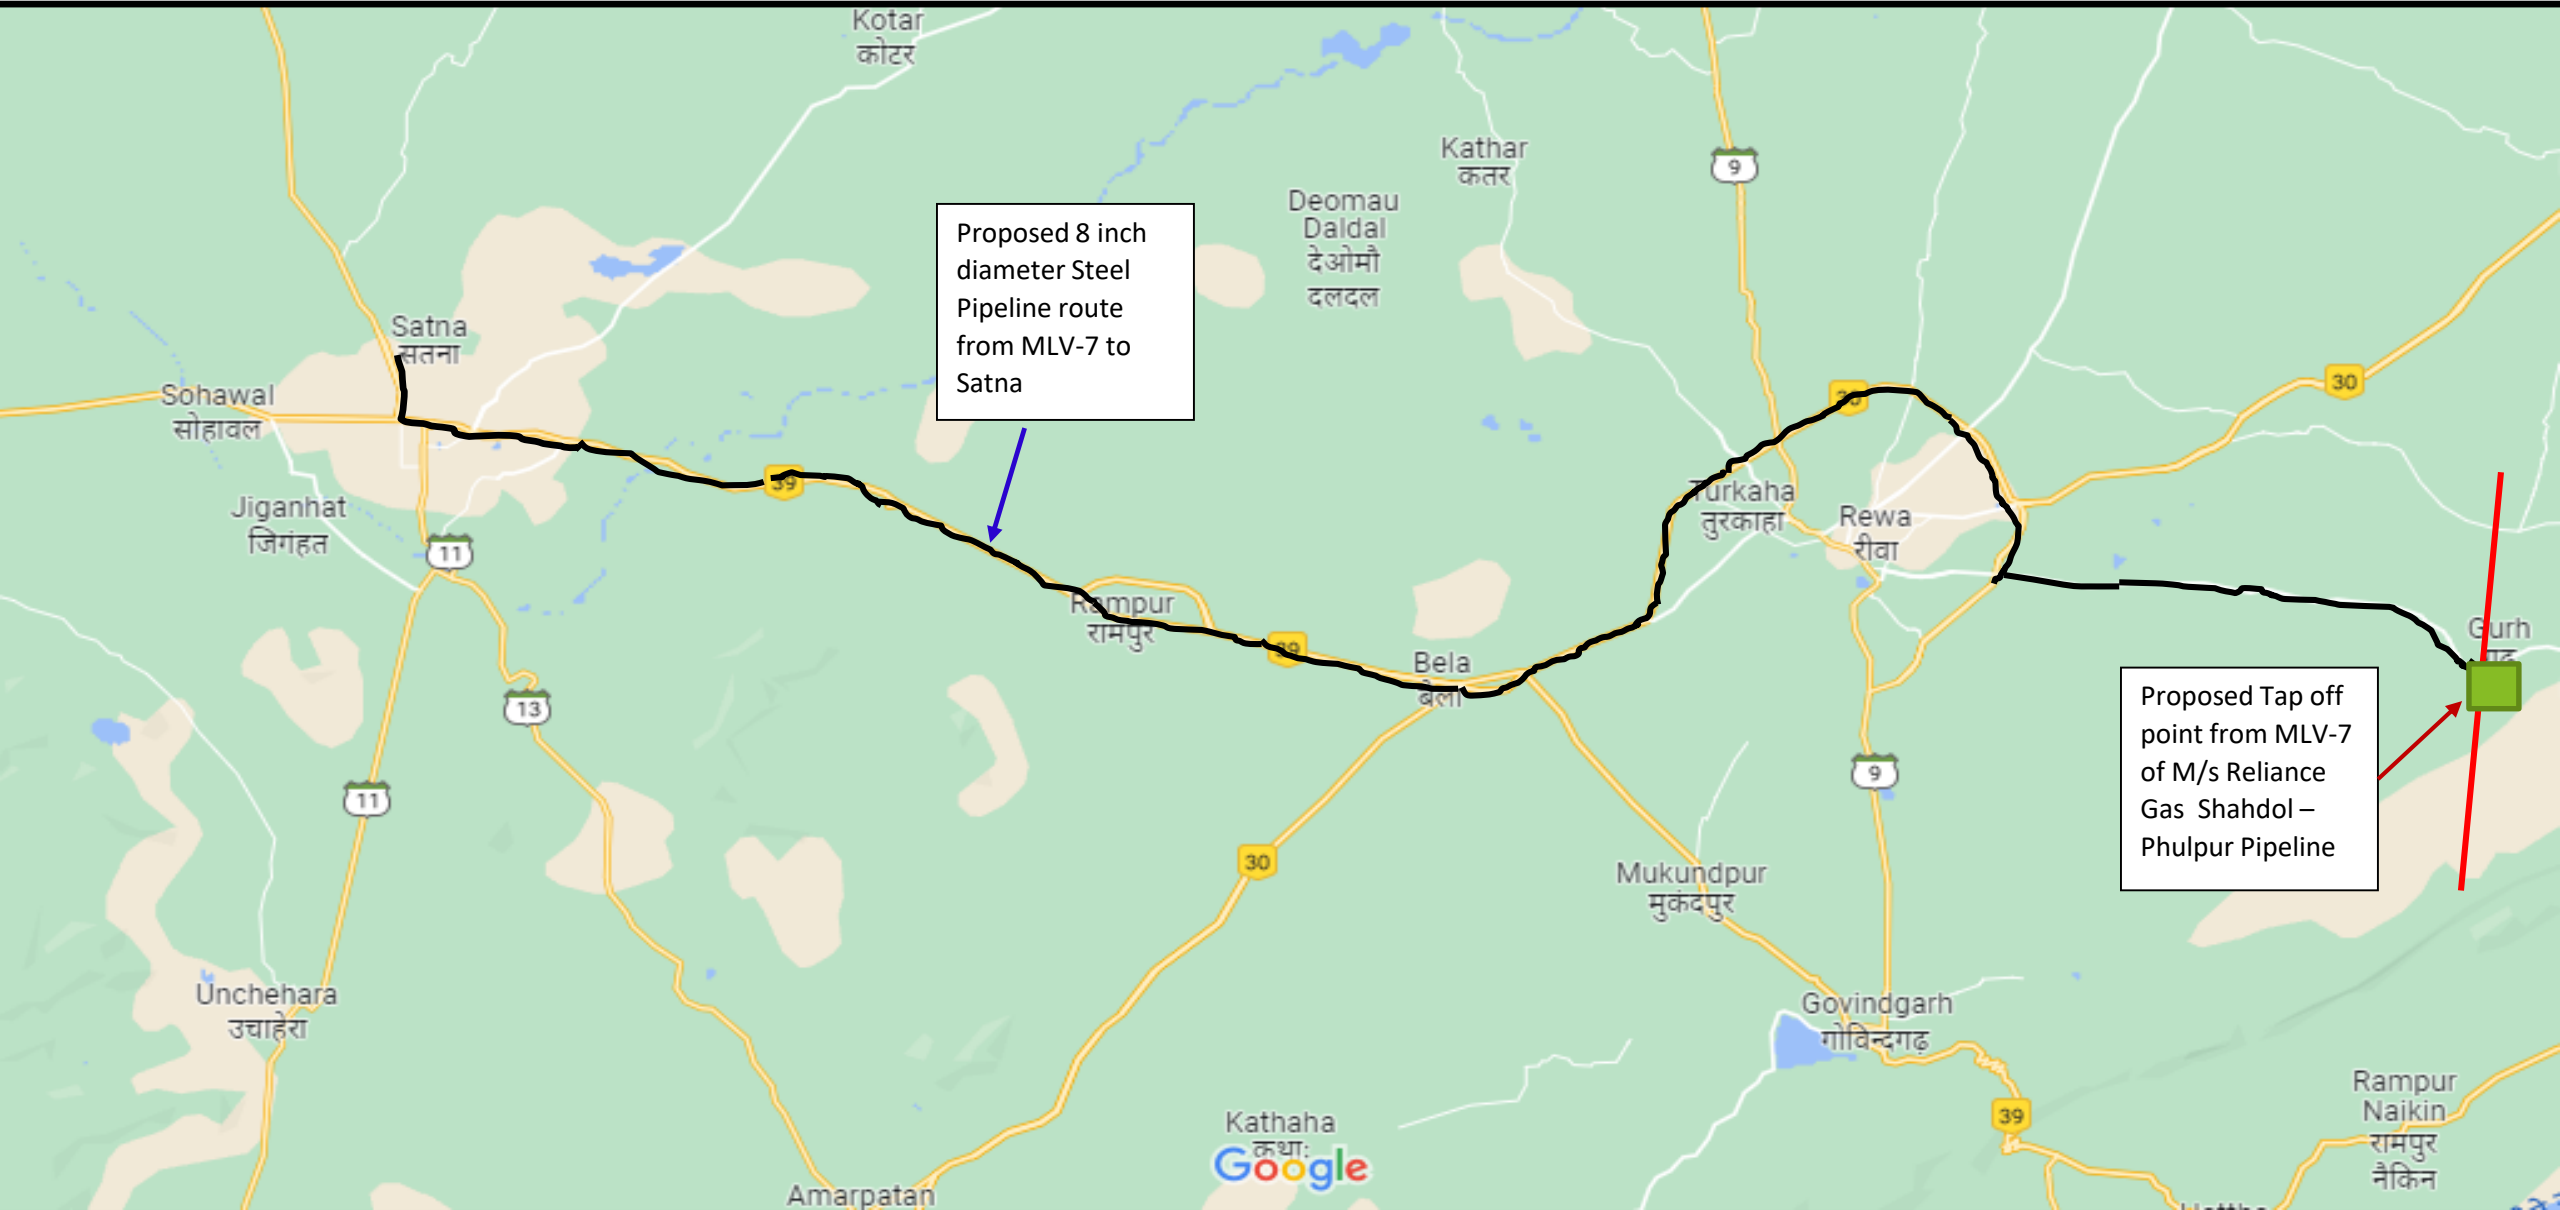 Kotar
कोटर
Kathar
कतर
9
Deomau
Daldal
देओमौ
दलदल
Proposed 8 inch
diameter Steel
Pipeline route
from MLV-7 to
Satna
Satna
सतना
Sohawal
सोहावल
30
30
39
Jiganhat
जिगंहत
11
Turkaha
तुरकाहा
Rewa
रीवा
Rampur
रामपुर
39
Bela
बेला
Gurh
गुढ़
Proposed Tap off
point from MLV-7
of M/s Reliance
Gas Shahdol –
Phulpur Pipeline
13
11
9
30
Mukundpur
मुकंदपुर
Unchehara
उचाहेरा
Govindgarh
गोविन्दगढ़
39
Rampur
Naikin
रामपुर
नैकिन
Kathaha
कथा:
Google
Amarpatan